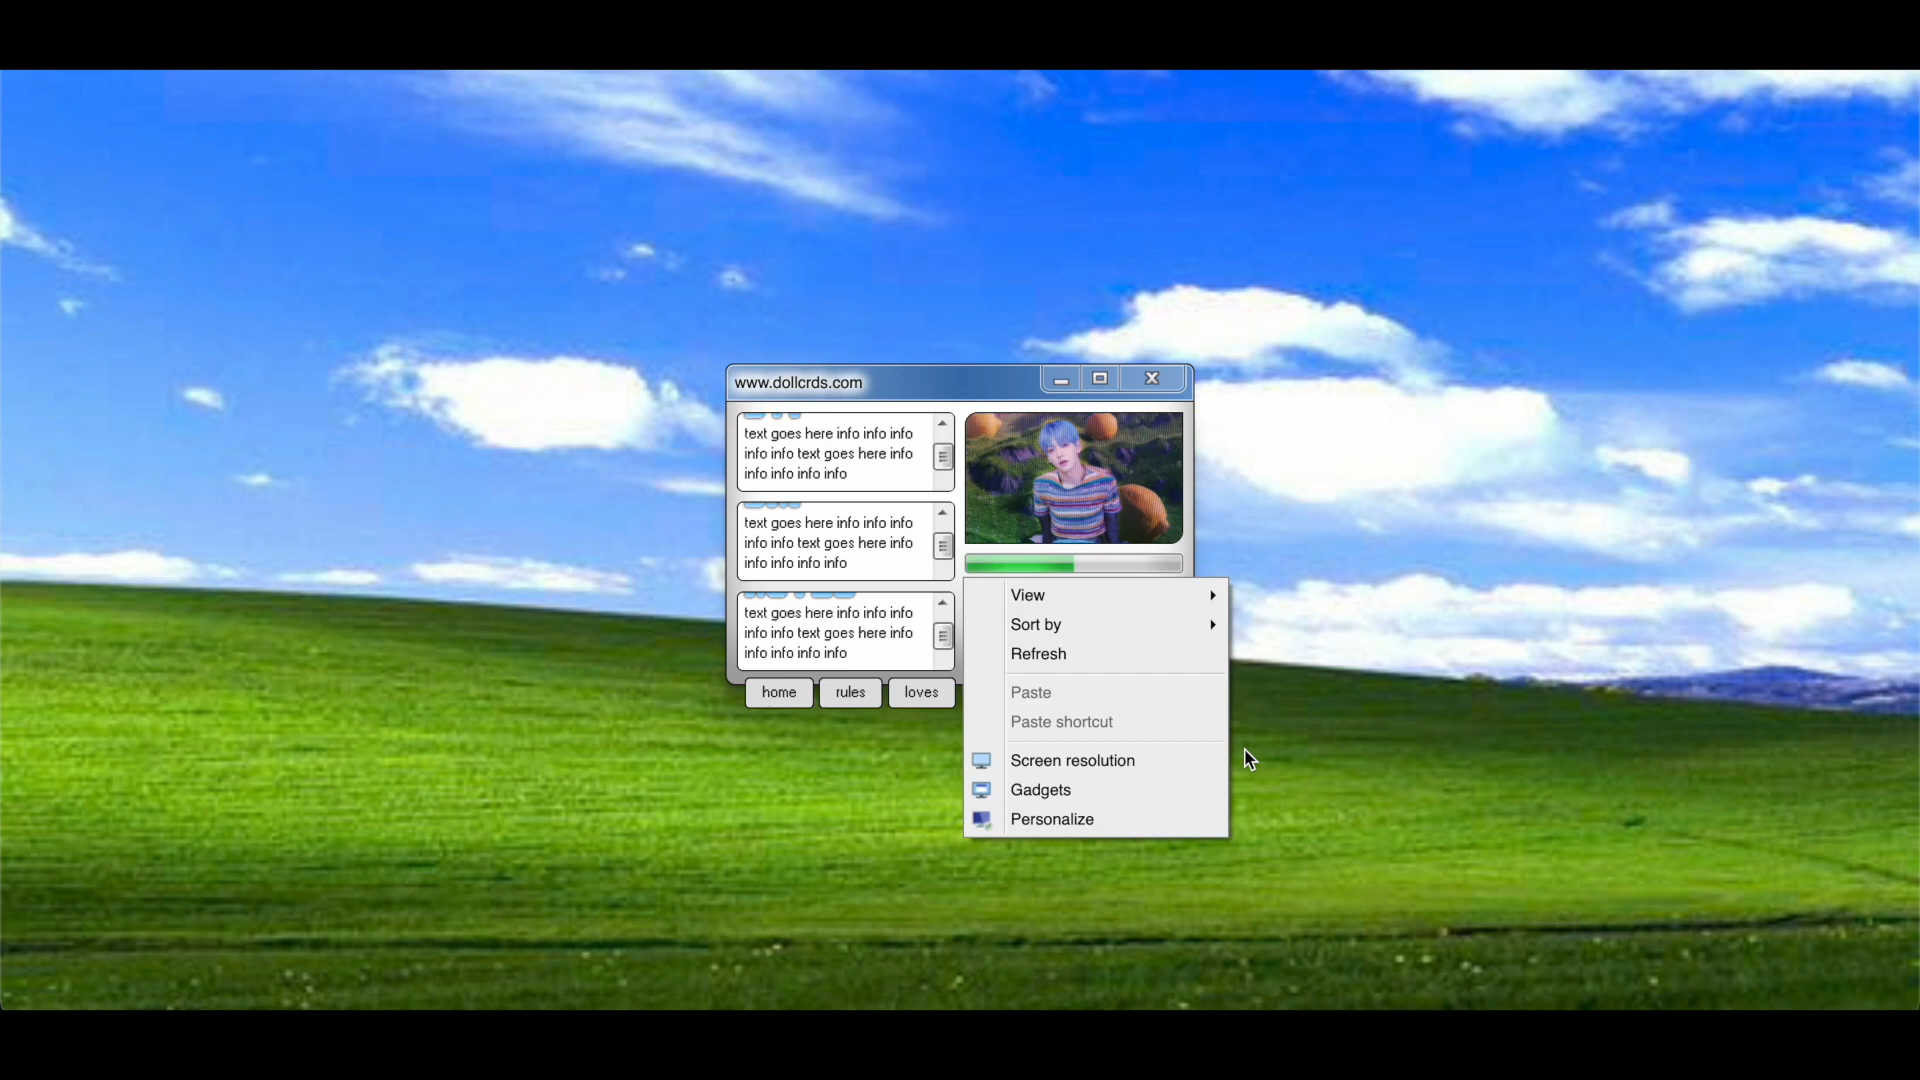 www.dollcrds.com
text goes here info info info
info info text goes here info
info info info info
text goes here info info info
info info text goes here info
info info info info
text goes here info info info
info info text goes here info
info info info info
home
rules
loves
View
Sort by
Refresh
Paste
Paste shortcut
Screen resolution
Gadgets
Personalize